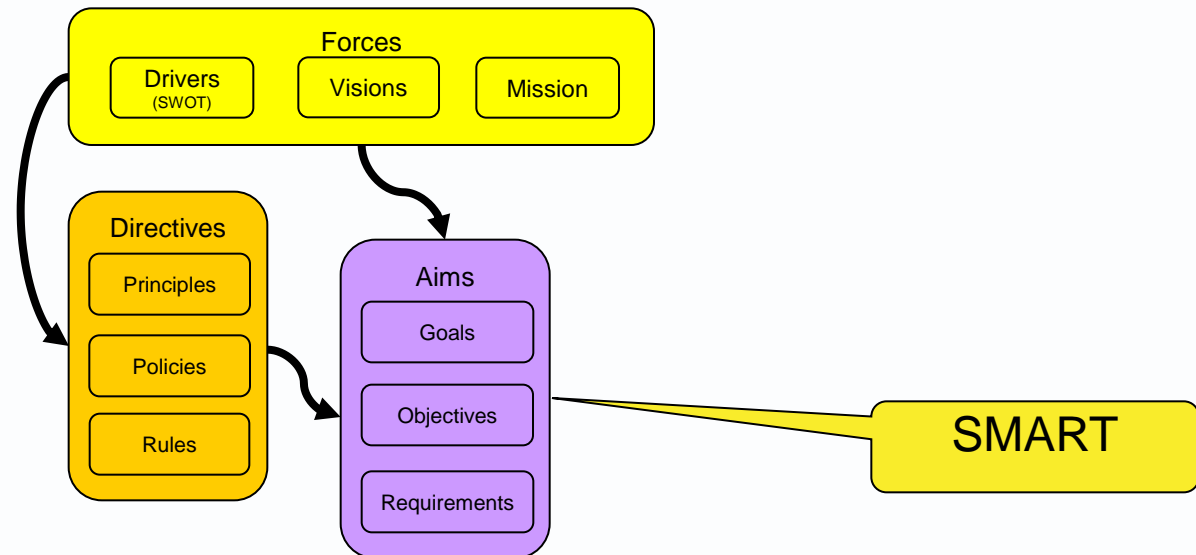 Forces
Drivers
(SWOT)
Visions
Mission
Directives
Principles
Policies
Rules
Aims
Goals
Objectives
Requirements
SMART